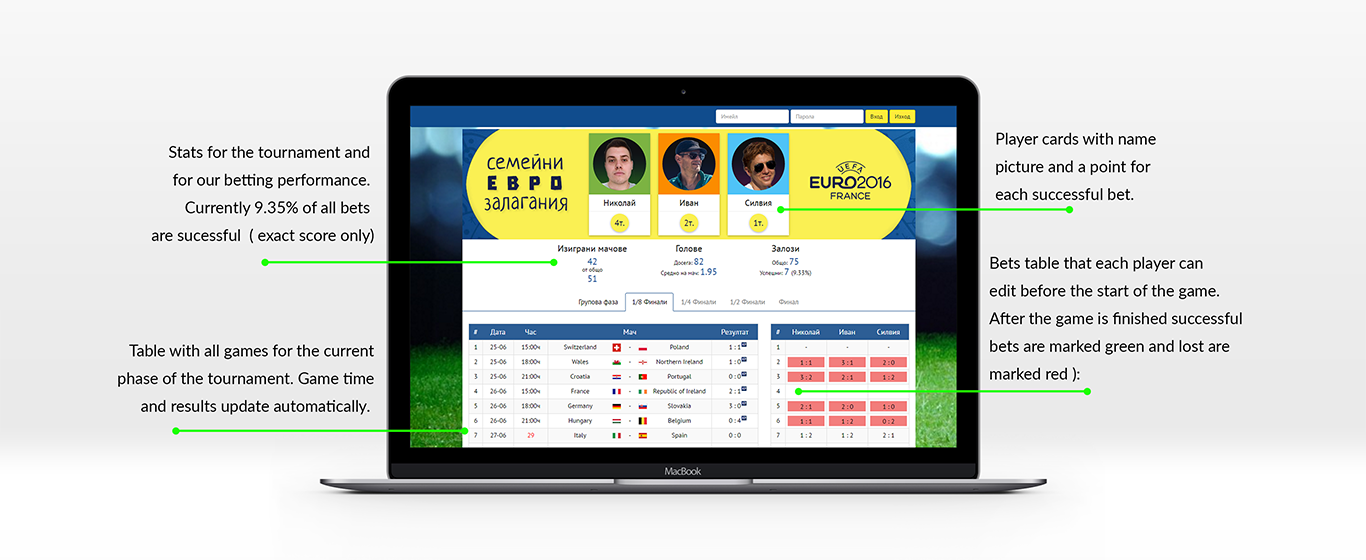 Stats for the tournament and
for our betting performance.
Currently 9.35% of all bets
are sucessful ( exact score only)
Table with all games for the current
phase of the tournament. Game time
and results update automatically.
Имейл Парола Вход Изход
СЕМЕЙНИ
ЕВРО
ЗАЛАГАНИЯ
Николай Иван Силвия
4т. 2т. 1т.
UEFA
EURO2016
FRANCE
Изиграни мачове
42
от общо
51
Голове
Досега: 82
Средно на мач: 1.95
Залози
Общо: 75
Успешни: 7 (9.33%)
Групова фаза 1/8 Финали 1/4 Финали 1/2 Финали Финал
# Дата Час Мач Резултат
1 25-06 15:00ч Switzerland - Poland 1 : 1
2 25-06 18:00ч Wales - Northern Ireland 1 : 0
3 25-06 21:00ч Croatia - Portugal 0 : 0
4 26-06 15:00ч France - Republic of Ireland 2 : 1
5 26-06 18:00ч Germany - Slovakia 3 : 0
6 26-06 21:00ч Hungary - Belgium 0 : 4
7 27-06 29 Italy - Spain 0 : 0
# Николай Иван Силвия
1 - - -
2 1 : 1 3 : 1 2 : 0
3 3 : 2 2 : 1 1 : 2
4
5 2 : 1 2 : 0 1 : 0
6 1 : 1 1 : 2 0 : 2
7 1 : 2 1 : 2 2 : 1
MacBook
Player cards with name
picture and a point for
each successful bet.
Bets table that each player can
edit before the start of the game.
After the game is finished successful
bets are marked green and lost are
marked red ):